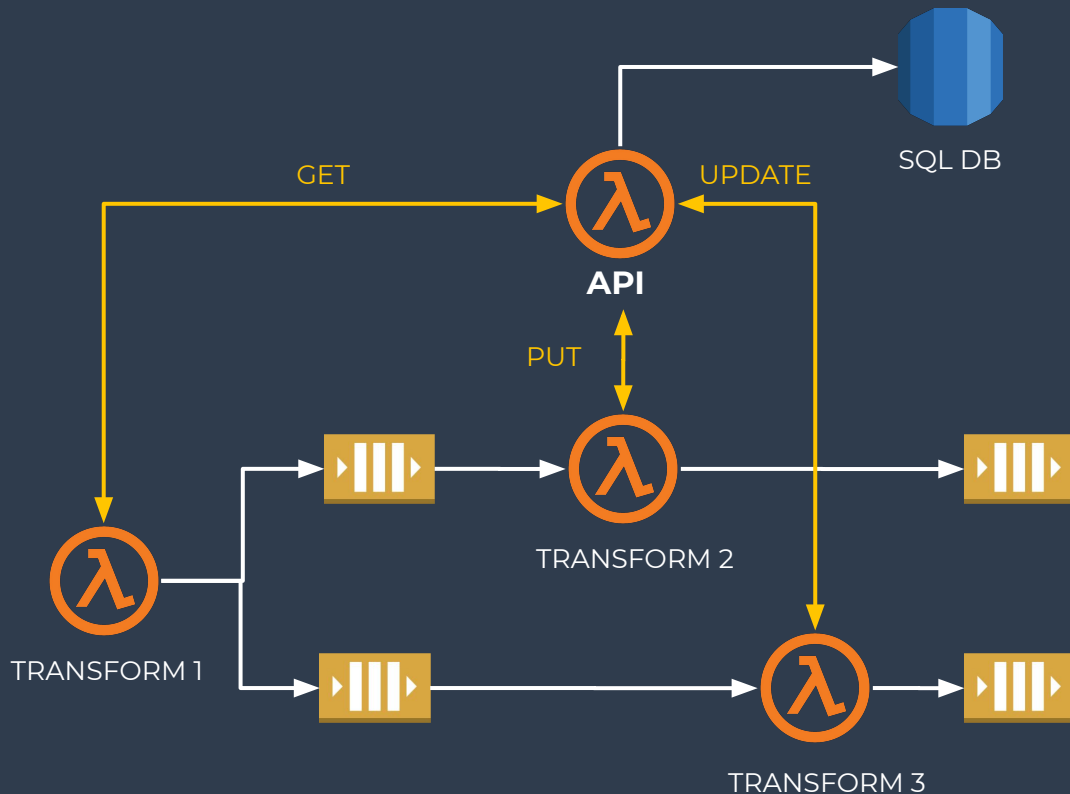 SQL DB
GET
UPDATE
API
PUT
TRANSFORM 2
TRANSFORM 1
TRANSFORM 3